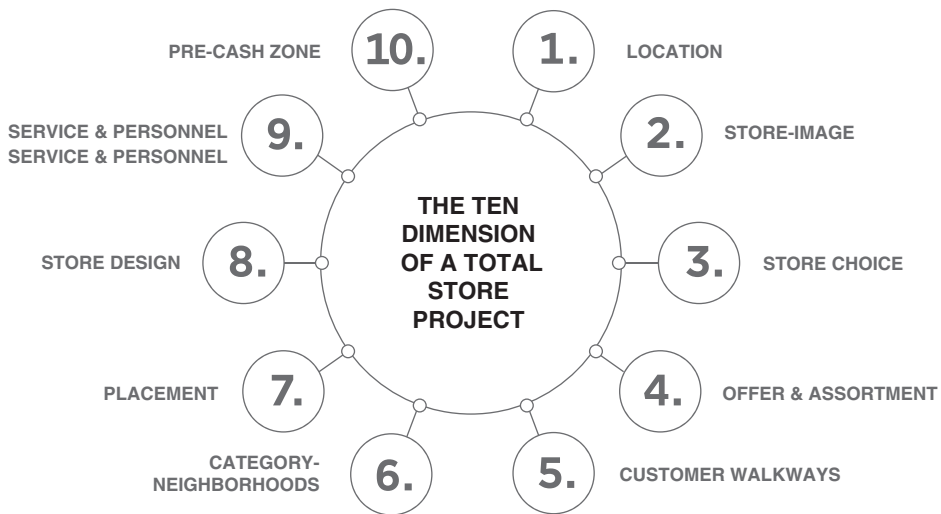 THE TEN
DIMENSION
OF A TOTAL
STORE
PROJECT
1.
LOCATION
2.
STORE-IMAGE
3.
STORE CHOICE
4.
OFFER & ASSORTMENT
5.
CUSTOMER WALKWAYS
6.
CATEGORY-
NEIGHBORHOODS
7.
PLACEMENT
8.
STORE DESIGN
9.
SERVICE & PERSONNEL
SERVICE & PERSONNEL
10.
PRE-CASH ZONE